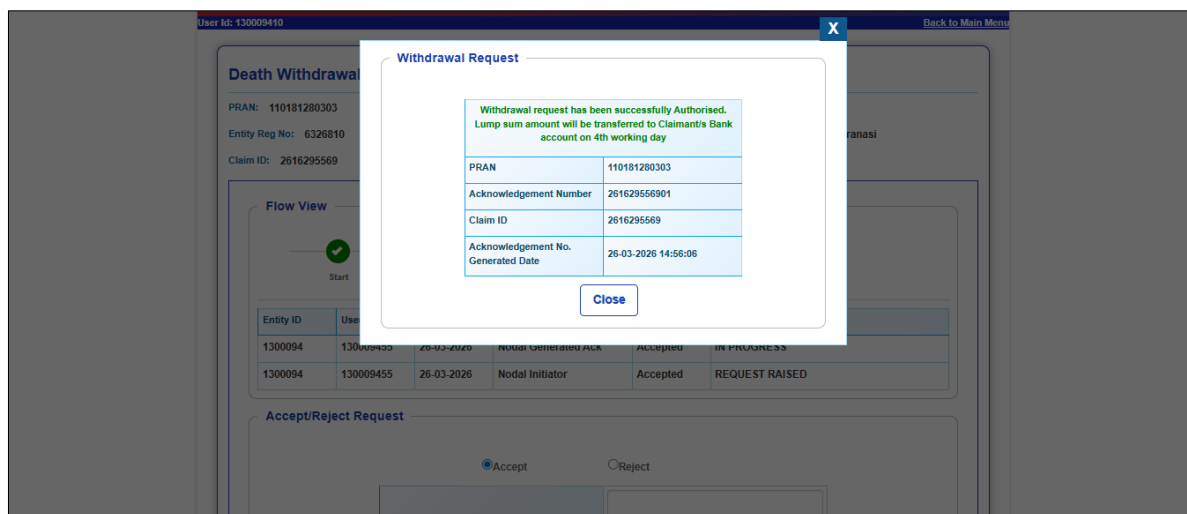 User Id: 130009410
Back to Main Menu
X
Withdrawal Request
Death Withdrawal
PRAN: 110181280303
Entity Reg No: 6326810
ranasi
Claim ID: 2616295569
Withdrawal request has been successfully Authorised.
Lump sum amount will be transferred to Claimant/s Bank
account on 4th working day
PRAN 110181280303
Acknowledgement Number 261629556901
Claim ID 2616295569
Acknowledgement No.
Generated Date 26-03-2026 14:56:06
Close
Flow View
Start
Entity ID Use
1300094 130009455 26-03-2026 Nodal Generated Ack Accepted IN PROGRESS
1300094 130009455 26-03-2026 Nodal Initiator Accepted REQUEST RAISED
Accept/Reject Request
Accept Reject